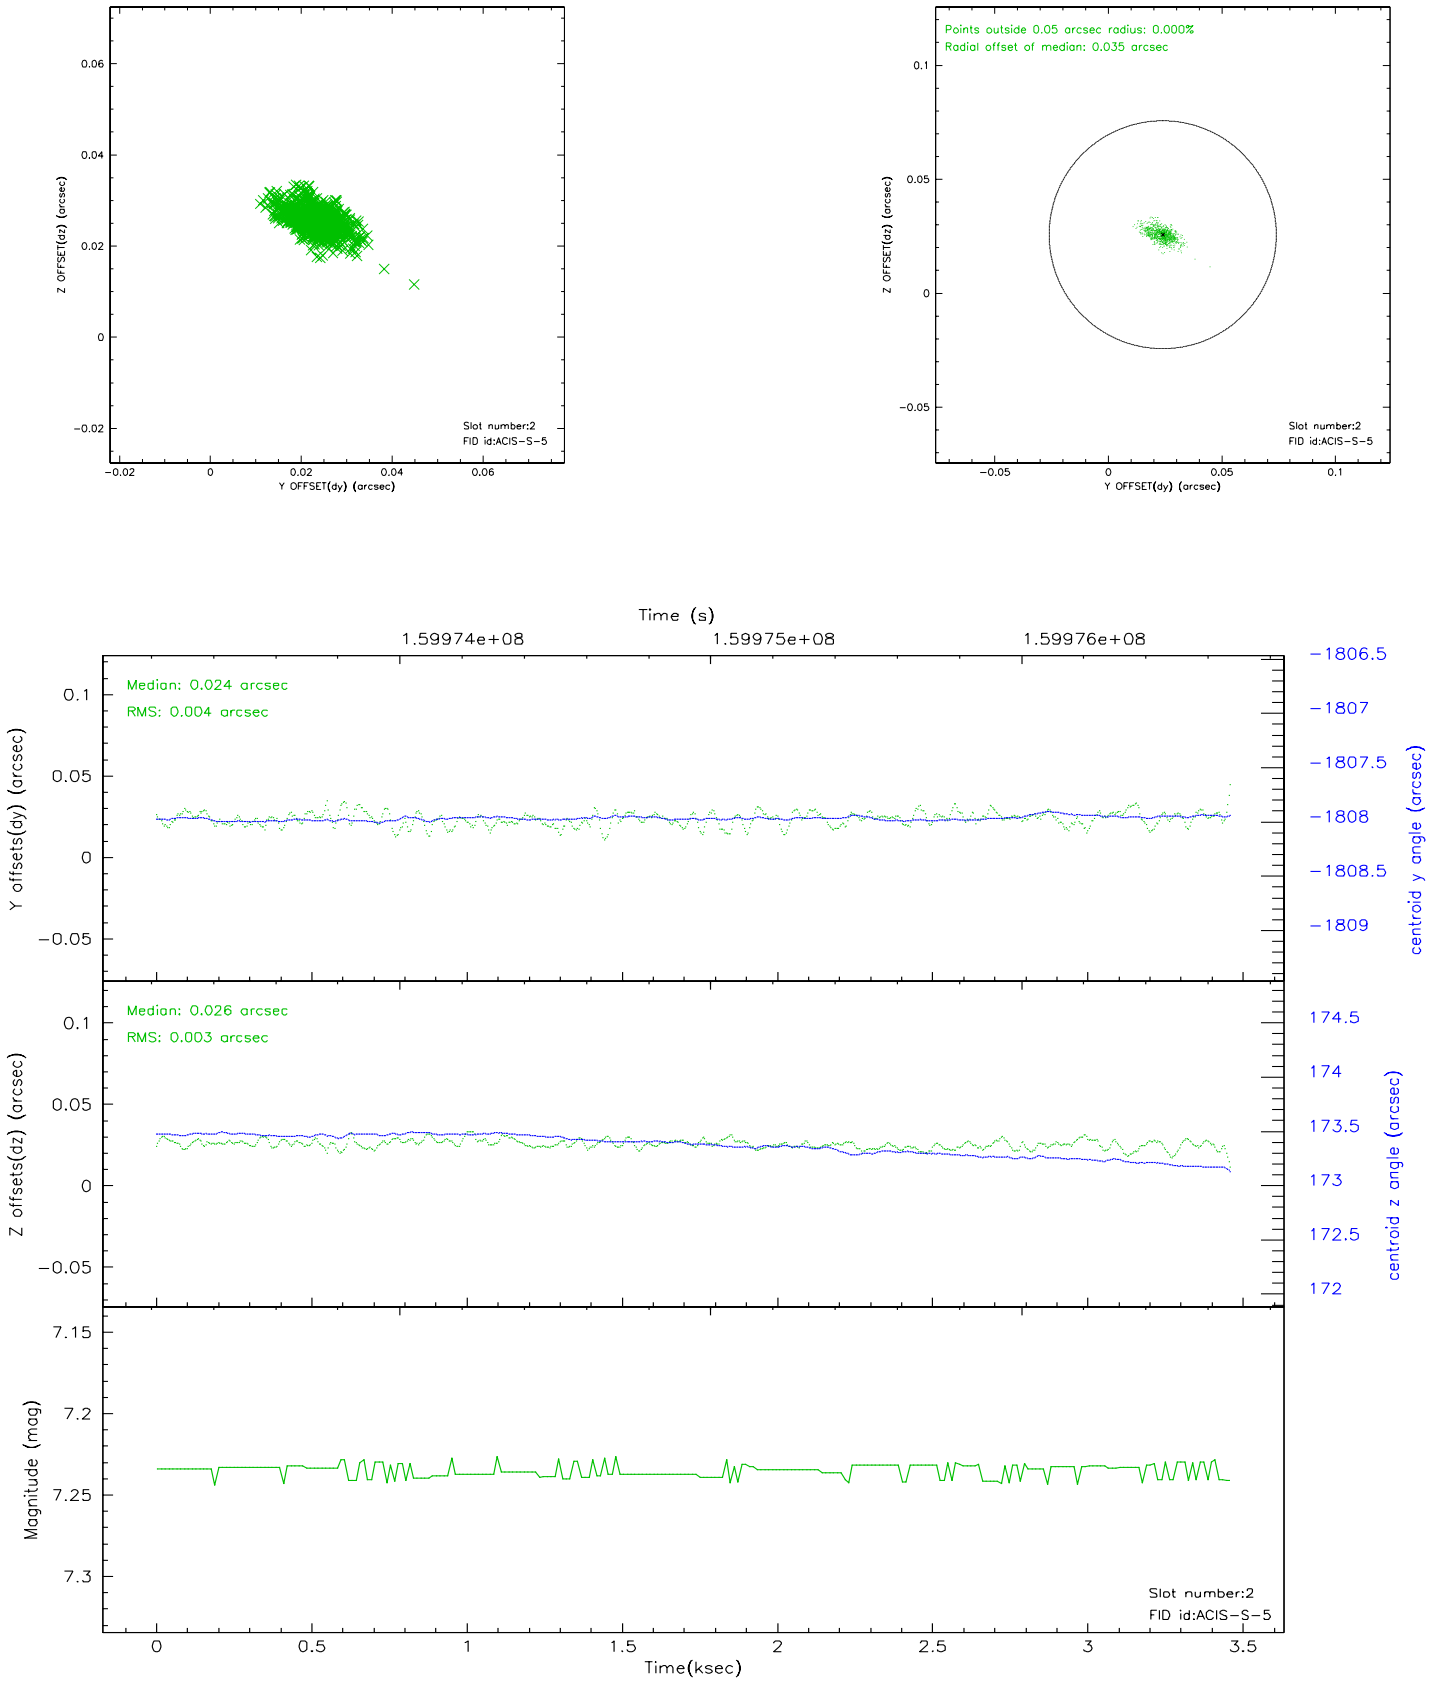 0.06
0.04
0.02
0
−0.02
Z OFFSET(dz) (arcsec)
Slot number:2
FID id:ACIS−S−5
−0.02 0 0.02 0.04 0.06
Y OFFSET(dy) (arcsec)
Points outside 0.05 arcsec radius: 0.000%
Radial offset of median: 0.035 arcsec
0.1
0.05
0
−0.05
Z OFFSET(dz) (arcsec)
Slot number:2
FID id:ACIS−S−5
−0.05 0 0.05 0.1
Y OFFSET(dy) (arcsec)
Time (s)
1.59974e+08 1.59975e+08 1.59976e+08
Median: 0.024 arcsec
RMS: 0.004 arcsec
0.1
0.05
0
−0.05
Y offsets(dy) (arcsec)
−1806.5
−1807
−1807.5
−1808
−1808.5
−1809
centroid y angle (arcsec)
Median: 0.026 arcsec
RMS: 0.003 arcsec
0.1
0.05
0
−0.05
Z offsets(dz) (arcsec)
174.5
174
173.5
173
172.5
172
centroid z angle (arcsec)
7.15
7.2
7.25
7.3
Magnitude (mag)
Slot number:2
FID id:ACIS−S−5
0 0.5 1 1.5 2 2.5 3 3.5
Time(ksec)